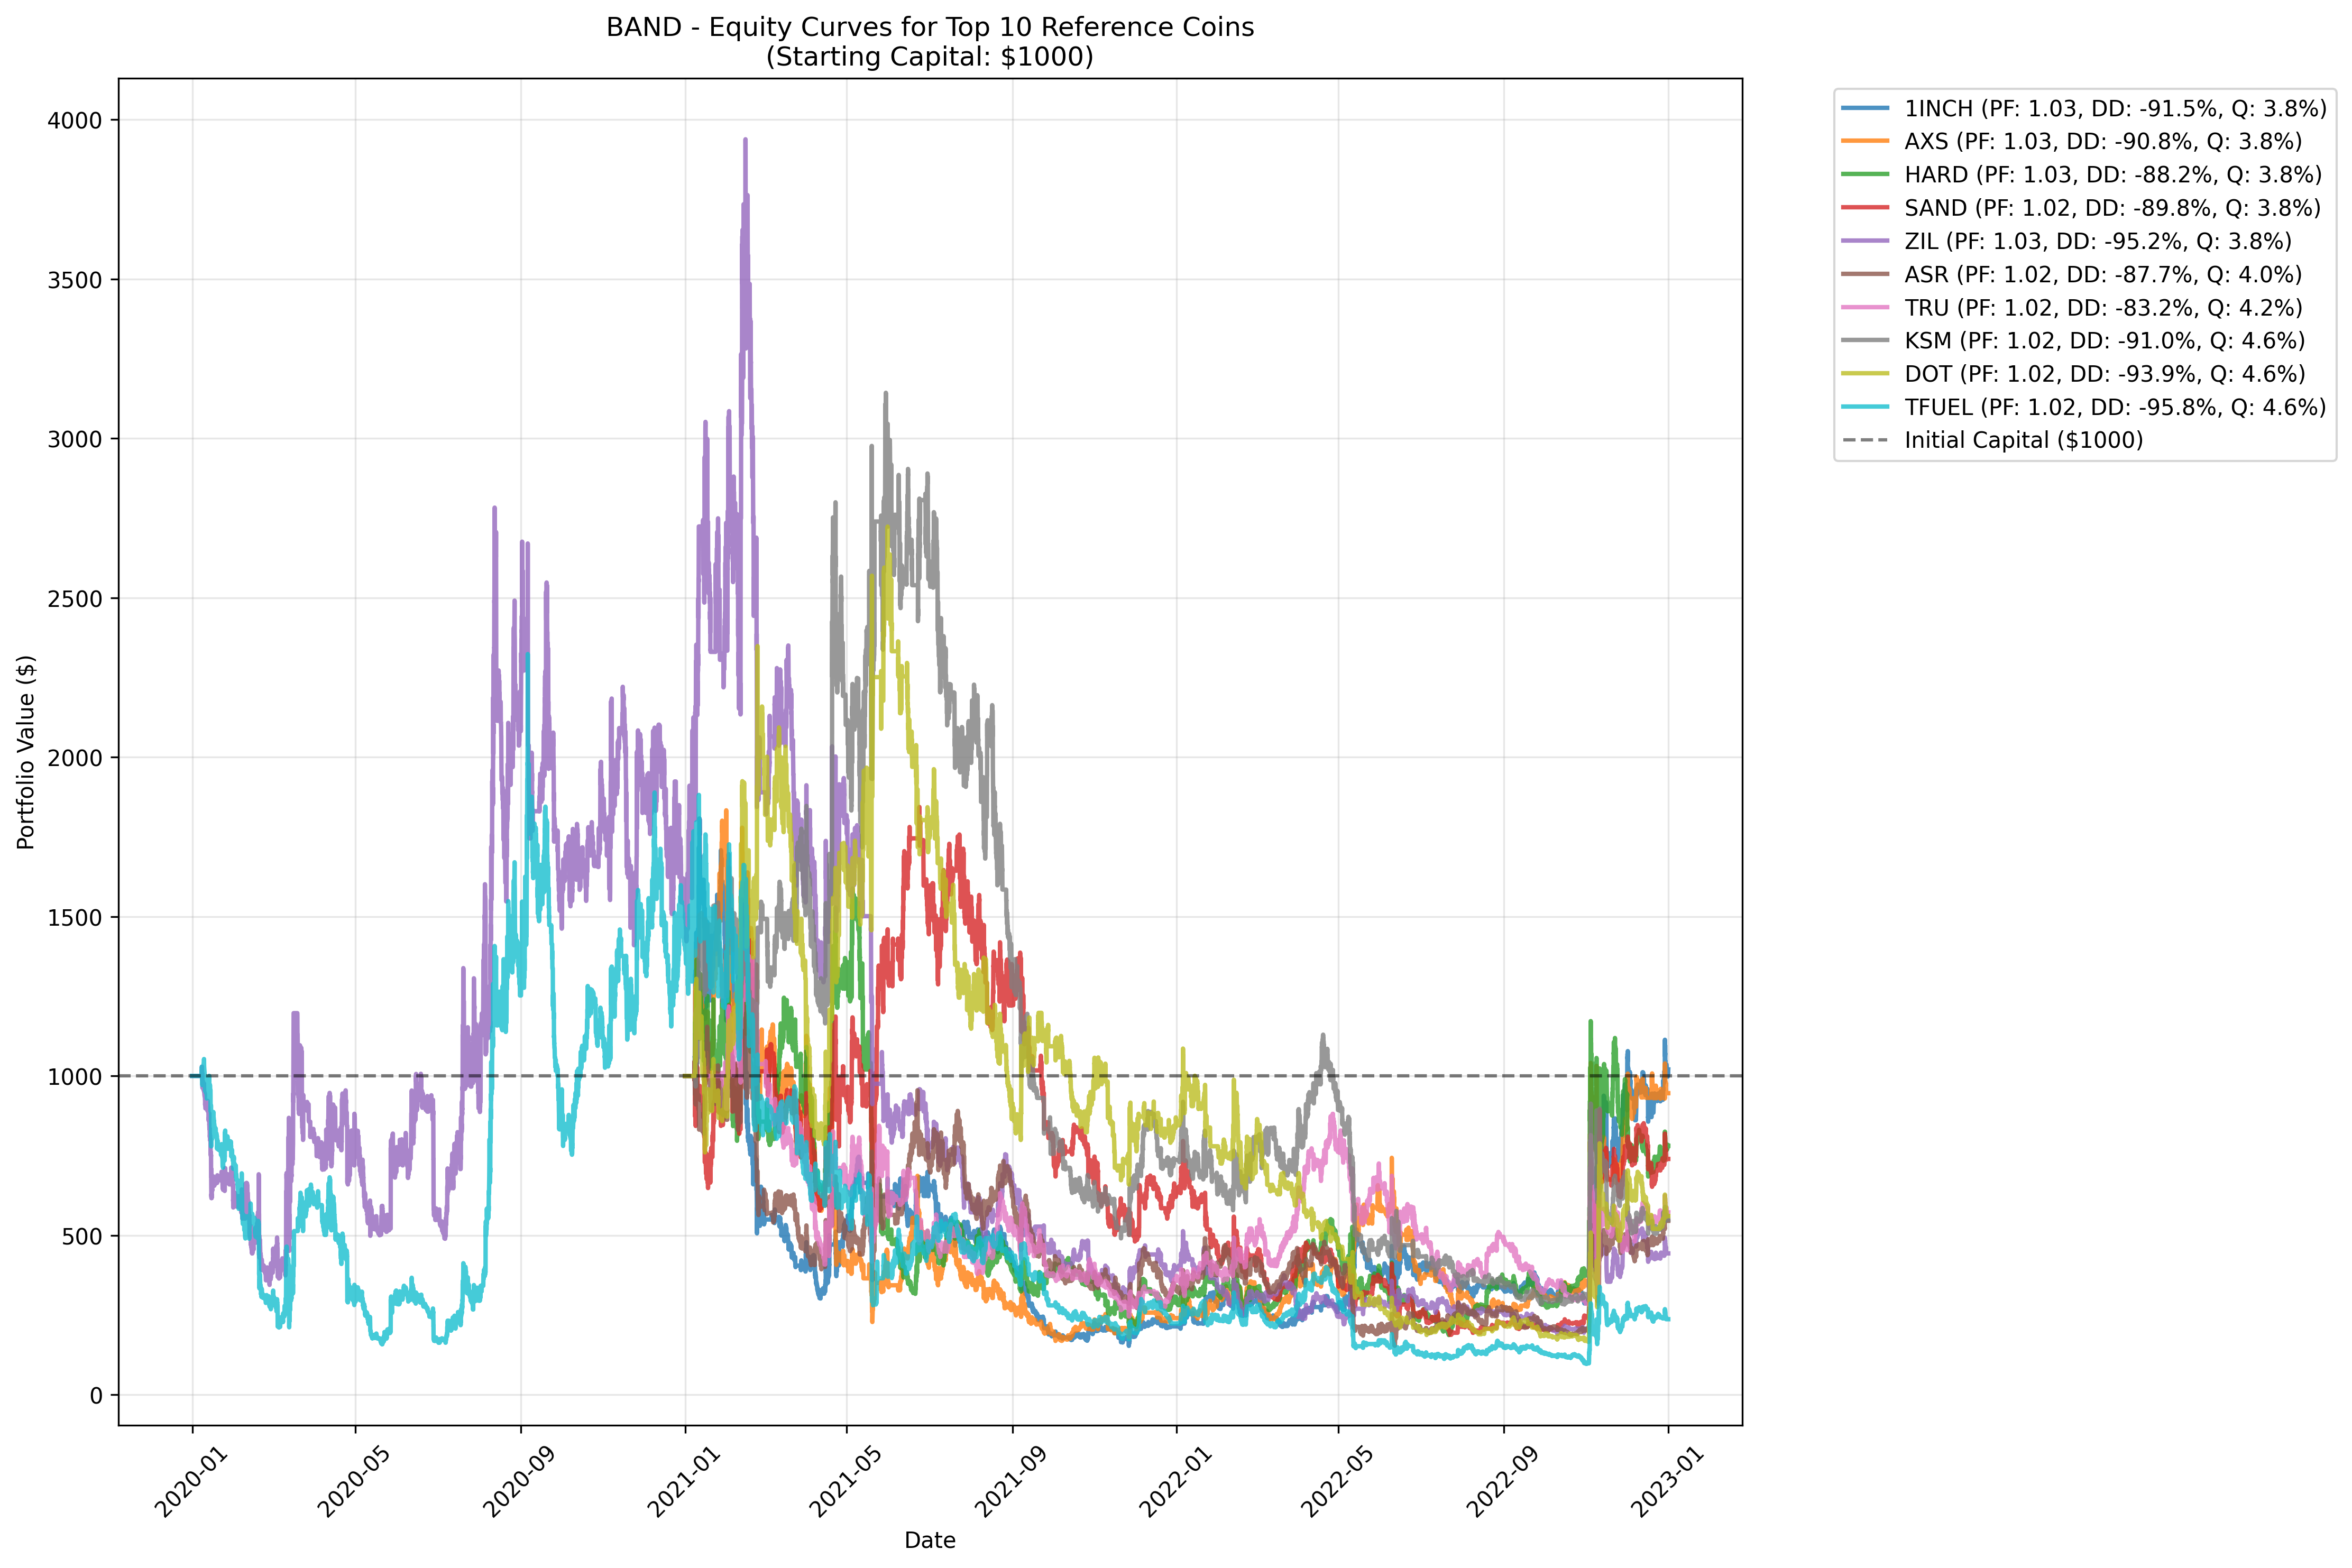 BAND - Equity Curves for Top 10 Reference Coins
(Starting Capital: $1000)
1INCH (PF: 1.03, DD: -91.5%, Q: 3.8%)
AXS (PF: 1.03, DD: -90.8%, Q: 3.8%)
HARD (PF: 1.03, DD: -88.2%, Q: 3.8%)
SAND (PF: 1.02, DD: -89.8%, Q: 3.8%)
ZIL (PF: 1.03, DD: -95.2%, Q: 3.8%)
ASR (PF: 1.02, DD: -87.7%, Q: 4.0%)
TRU (PF: 1.02, DD: -83.2%, Q: 4.2%)
KSM (PF: 1.02, DD: -91.0%, Q: 4.6%)
DOT (PF: 1.02, DD: -93.9%, Q: 4.6%)
TFUEL (PF: 1.02, DD: -95.8%, Q: 4.6%)
Initial Capital ($1000)
Portfolio Value ($)
4000
3500
3000
2500
2000
1500
1000
500
0
2020-01
2020-05
2020-09
2021-01
2021-05
2021-09
2022-01
2022-05
2022-09
2023-01
Date